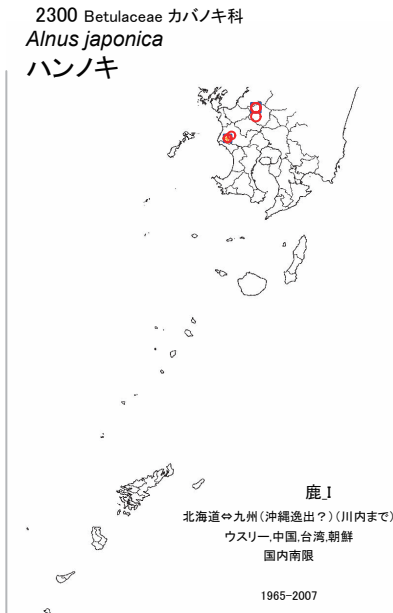 2300 Betulaceae カバノキ科
Alnus japonica
ハンノキ
鹿_I
北海道⇔九州(沖縄逸出?)(川内まで)
ウスリー,中国,台湾,朝鮮
国内南限
1965-2007